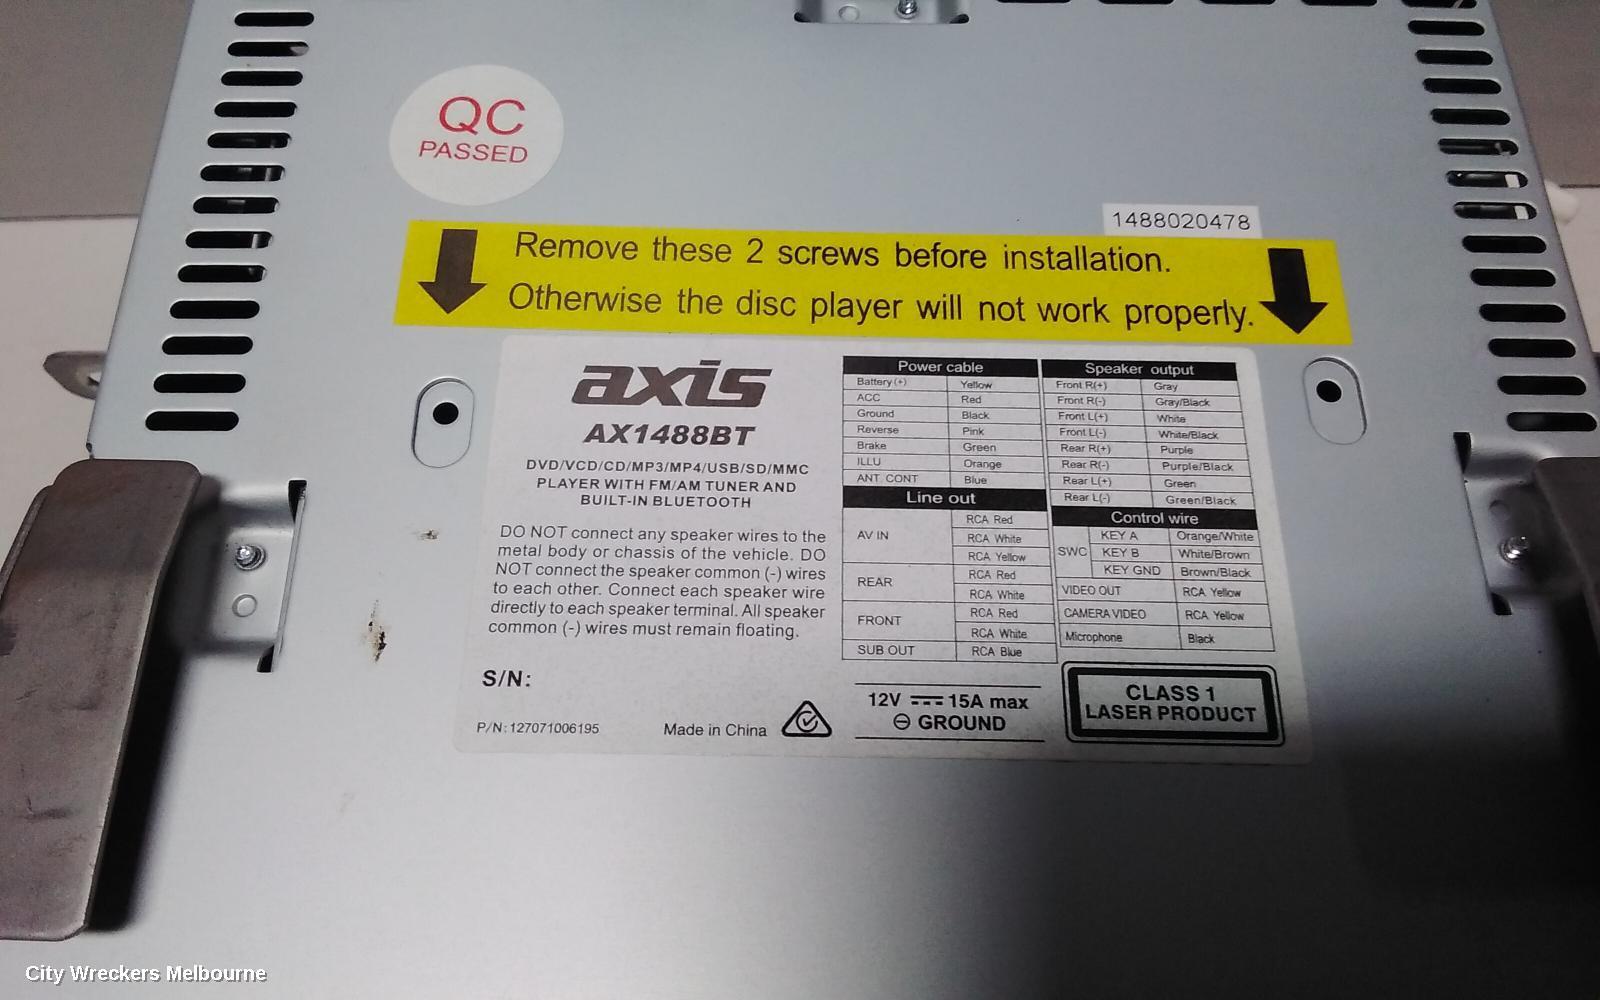 QC
PASSED
1488020478
Remove these 2 screws before installation.
Otherwise the disc player will not work properly.
axis
AX1488BT
DVD/VCD/CD/MP3/MP4/USB/SD/MMC
PLAYER WITH FM/AM TUNER AND
BUILT-IN BLUETOOTH
DO NOT connect any speaker wires to the
metal body or chassis of the vehicle. DO
NOT connect the speaker common (-) wires
to each other. Connect each speaker wire
directly to each speaker terminal. All speaker
common (-) wires must remain floating.
S/N:
P/N: 127071006195
Made in China
Power cable
Battery (+) Yellow
ACC Red
Ground Black
Reverse Pink
Brake Green
ILLU Orange
ANT CONT Blue
Line out
AV IN RCA Red
RCA White
RCA Yellow
REAR RCA Red
RCA White
FRONT RCA Red
RCA White
SUB OUT RCA Blue
12V 15A max
⊖ GROUND
Speaker output
Front R(+) Gray
Front R(-) Gray/Black
Front L(+) White
Front L(-) White/Black
Rear R(+) Purple
Rear R(-) Purple/Black
Rear L(+) Green
Rear L(-) Green/Black
Control wire
SWC KEY A Orange/White
KEY B White/Brown
KEY GND Brown/Black
VIDEO OUT RCA Yellow
CAMERA VIDEO RCA Yellow
Microphone Black
CLASS 1
LASER PRODUCT
City Wreckers Melbourne